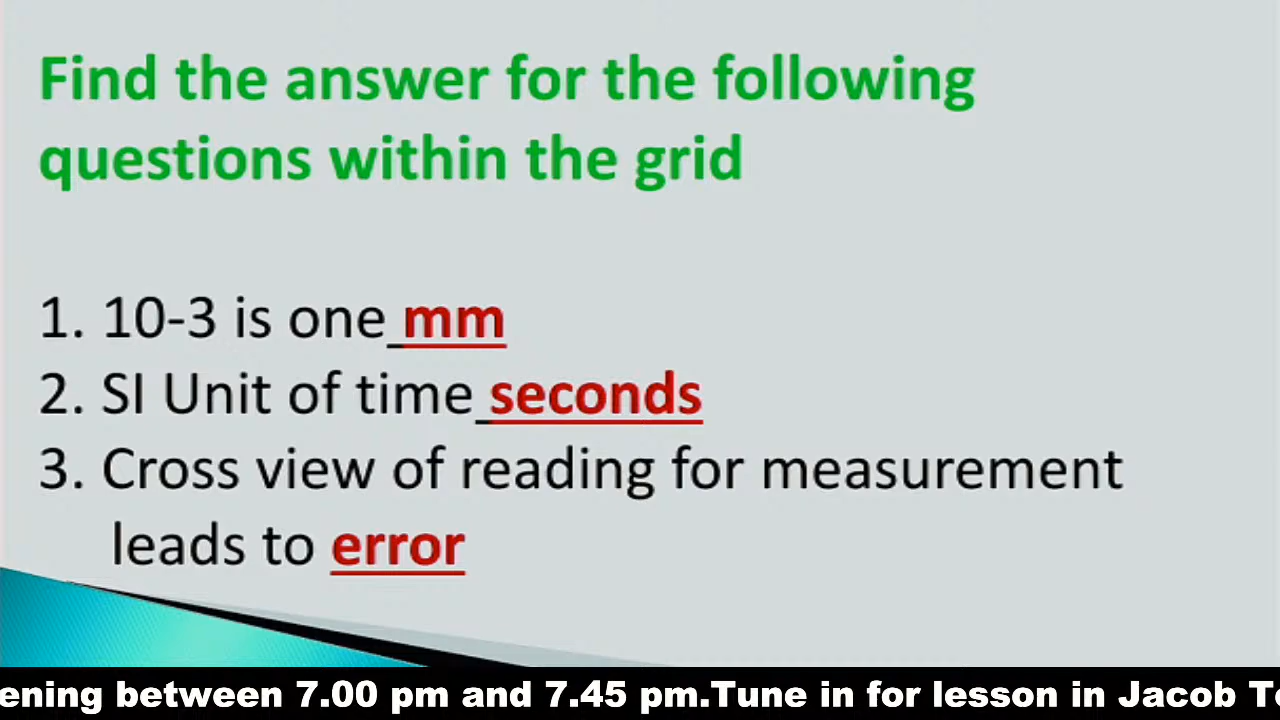 Find the answer for the following
questions within the grid
1. 10-3 is one mm
2. SI Unit of time seconds
3. Cross view of reading for measurement
leads to error
between 7.00 pm and 7.45 pm.Tune in for lesson in Jacob